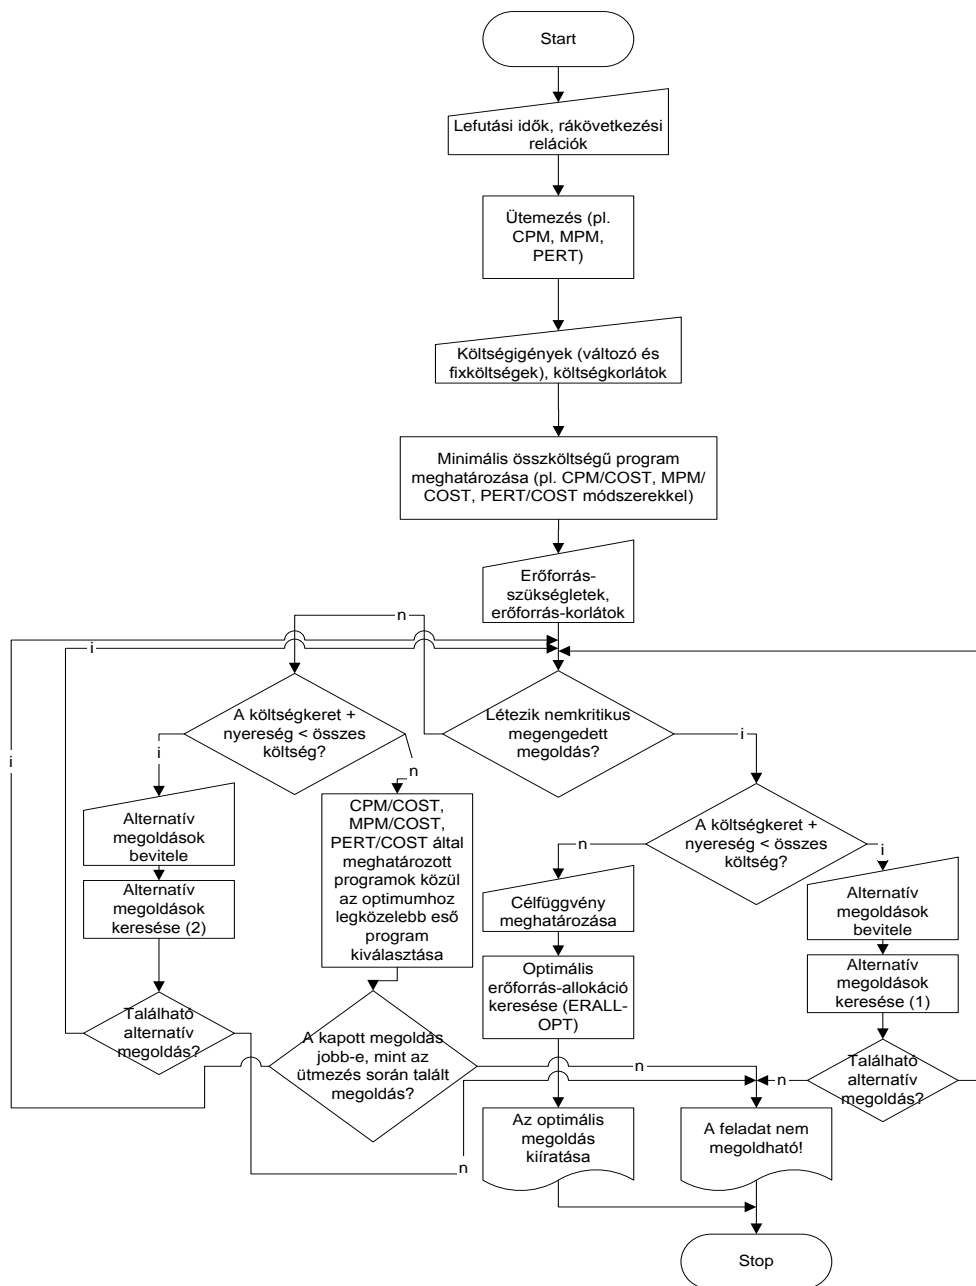 Start
Lefutási idők, rákövetkezési
relációk
Ütemezés (pl.
CPM, MPM,
PERT)
Költségigények (változó és
fixköltségek), költségkorlátok
Minimális összköltségű program
meghatározása (pl. CPM/COST, MPM/
COST, PERT/COST módszerekkel)
Erőforrás-
szükségletek,
erőforrás-korlátok
n
i
i
A költségkeret +
nyereség < összes
költség?
Létezik nemkritikus
megengedett
megoldás?
i
i
n
Alternatív
megoldások
bevitele
CPM/COST,
MPM/COST,
PERT/COST által
meghatározott
programok közül
az optimumhoz
legközelebb eső
program
kiválasztása
A költségkeret +
nyereség < összes
költség?
n
i
Alternatív
megoldások
keresése (2)
Célfüggvény
meghatározása
Alternatív
megoldások
bevitele
Optimális
erőforrás-allokáció
keresése (ERALL-
OPT)
Alternatív
megoldások
keresése (1)
Található
alternatív
megoldás?
A kapott megoldás
jobb-e, mint az
ütmezés során talált
megoldás?
n
n
Található
alternatív
megoldás?
n
Az optimális
megoldás
kiíratása
A feladat nem
megoldható!
Stop